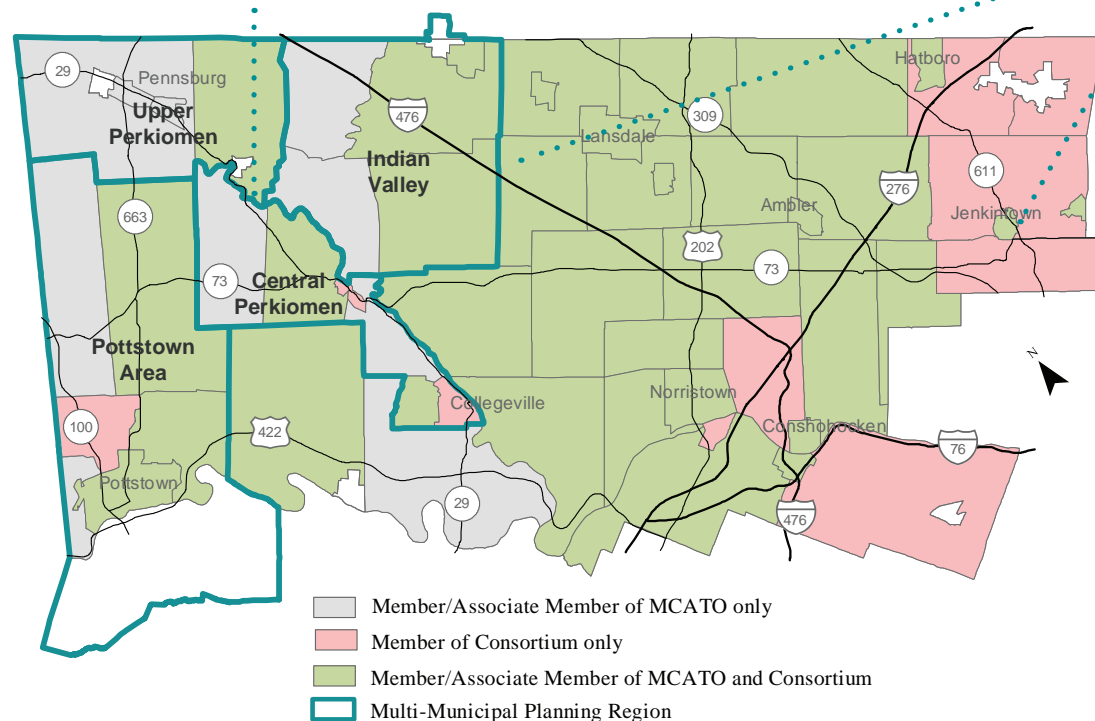 29
Pennsburg
Upper
Perkiomen
476
Indian
Valley
Lansdale
309
Hatboro
276
611
Jenkintown
Ambler
663
73
Central
Perkiomen
202
73
Pottstown
Area
100
Pottstown
422
Collegeville
29
Norristown
Conshohocken
76
476
N
Member/Associate Member of MCATO only
Member of Consortium only
Member/Associate Member of MCATO and Consortium
Multi-Municipal Planning Region